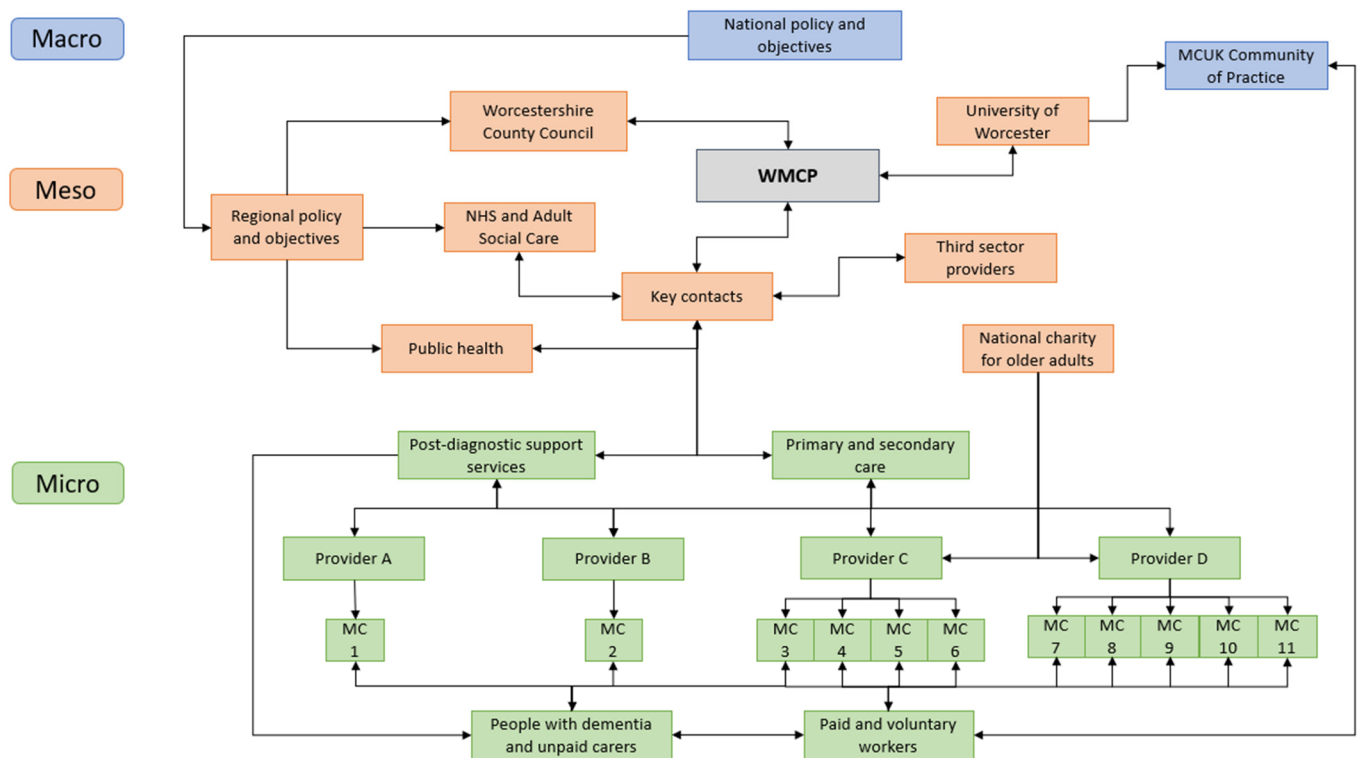 Macro
National policy and
objectives
MCUK Community
of Practice
Worcestershire
County Council
University of
Worcester
Meso
WMCP
Regional policy
and objectives
NHS and Adult
Social Care
Third sector
providers
Key contacts
Public health
National charity
for older adults
Micro
Post-diagnostic support
services
Primary and secondary
care
Provider A
Provider B
Provider C
Provider D
MC
1
MC
2
MC
3
MC
4
MC
5
MC
6
MC
7
MC
8
MC
9
MC
10
MC
11
People with dementia
and unpaid carers
Paid and voluntary
workers